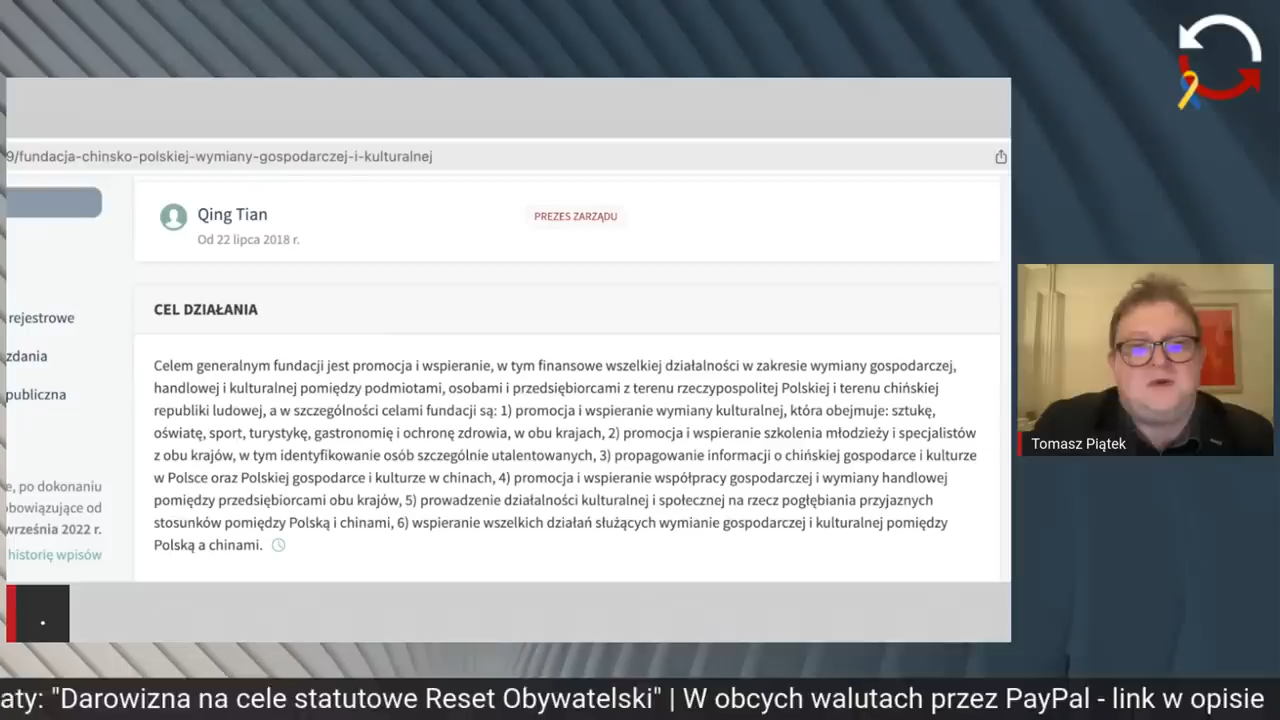 9/fundacja-chinsko-polskiej-wymiany-gospodarczej-i-kulturalnej
Qing Tian
PREZES ZARZĄDU
Od 22 lipca 2018 r.
rejestrowe
zdania
publiczna
e, po dokonaniu
obowiązujące od
września 2022 r.
historię wpisów
CEL DZIAŁANIA
Celem generalnym fundacji jest promocja i wspieranie, w tym finansowe wszelkiej działalności w zakresie wymiany gospodarczej,
handlowej i kulturalnej pomiędzy podmiotami, osobami i przedsiębiorcami z terenu rzeczypospolitej Polskiej i terenu chińskiej
republiki ludowej, a w szczególności celami fundacji są: 1) promocja i wspieranie wymiany kulturalnej, która obejmuje: sztukę,
oświatę, sport, turystykę, gastronomię i ochronę zdrowia, w obu krajach, 2) promocja i wspieranie szkolenia młodzieży i specjalistów
z obu krajów, w tym identyfikowanie osób szczególnie utalentowanych, 3) propagowanie informacji o chińskiej gospodarce i kulturze
w Polsce oraz Polskiej gospodarce i kulturze w chinach, 4) promocja i wspieranie współpracy gospodarczej i wymiany handlowej
pomiędzy przedsiębiorcami obu krajów, 5) prowadzenie działalności kulturalnej i społecznej na rzecz pogłębiania przyjaznych
stosunków pomiędzy Polską i chinami, 6) wspieranie wszelkich działań służących wymianie gospodarczej i kulturalnej pomiędzy
Polską a chinami.
Tomasz Piątek
.
aty: "Darowizna na cele statutowe Reset Obywatelski" | W obcych walutach przez PayPal - link w opisie